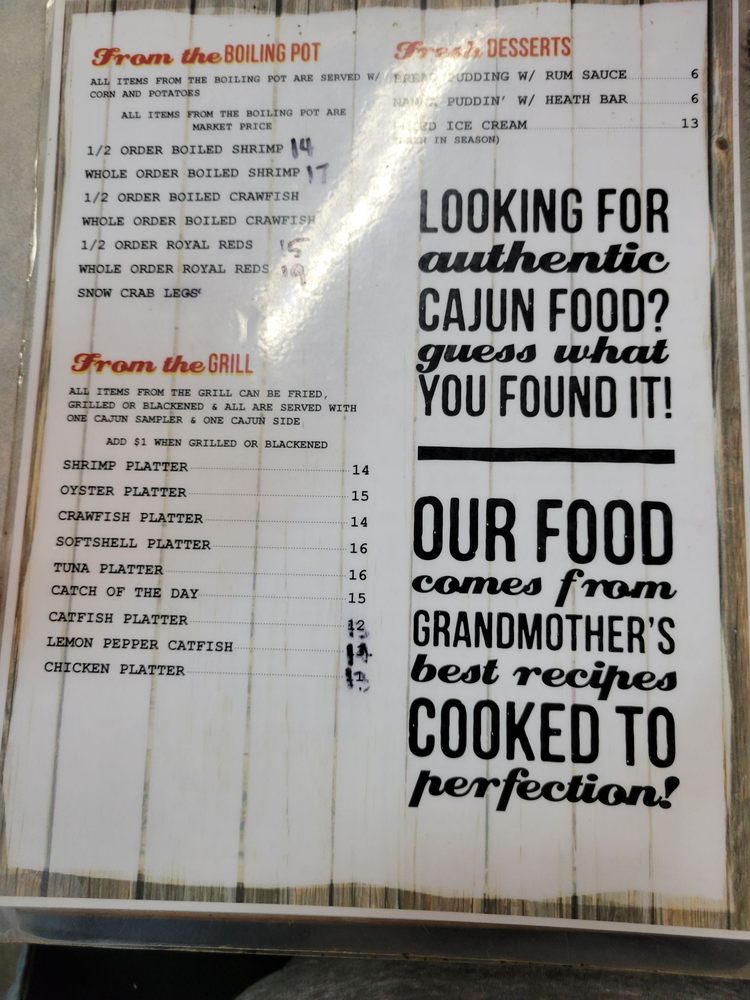 From the BOILING POT
ALL ITEMS FROM THE BOILING POT ARE SERVED W/
CORN AND POTATOES
ALL ITEMS FROM THE BOILING POT ARE
MARKET PRICE
1/2 ORDER BOILED SHRIMP 14
WHOLE ORDER BOILED SHRIMP 17
1/2 ORDER BOILED CRAWFISH
WHOLE ORDER BOILED CRAWFISH
1/2 ORDER ROYAL REDS 15
WHOLE ORDER ROYAL REDS 19
SNOW CRAB LEGS
From the GRILL
ALL ITEMS FROM THE GRILL CAN BE FRIED,
GRILLED OR BLACKENED & ALL ARE SERVED WITH
ONE CAJUN SAMPLER & ONE CAJUN SIDE
ADD $1 WHEN GRILLED OR BLACKENED
SHRIMP PLATTER 14
OYSTER PLATTER 15
CRAWFISH PLATTER 14
SOFTSHELL PLATTER 16
TUNA PLATTER 16
CATCH OF THE DAY 15
CATFISH PLATTER 12
LEMON PEPPER CATFISH
CHICKEN PLATTER
Fresh DESSERTS
BREAD PUDDING W/ RUM SAUCE 6
PUDDIN' W/ HEATH BAR 6
ICE CREAM 13
IN SEASON)
LOOKING FOR
authentic
CAJUN FOOD?
guess what
YOU FOUND IT!
OUR FOOD
comes from
GRANDMOTHER'S
best recipes
COOKED TO
perfection!